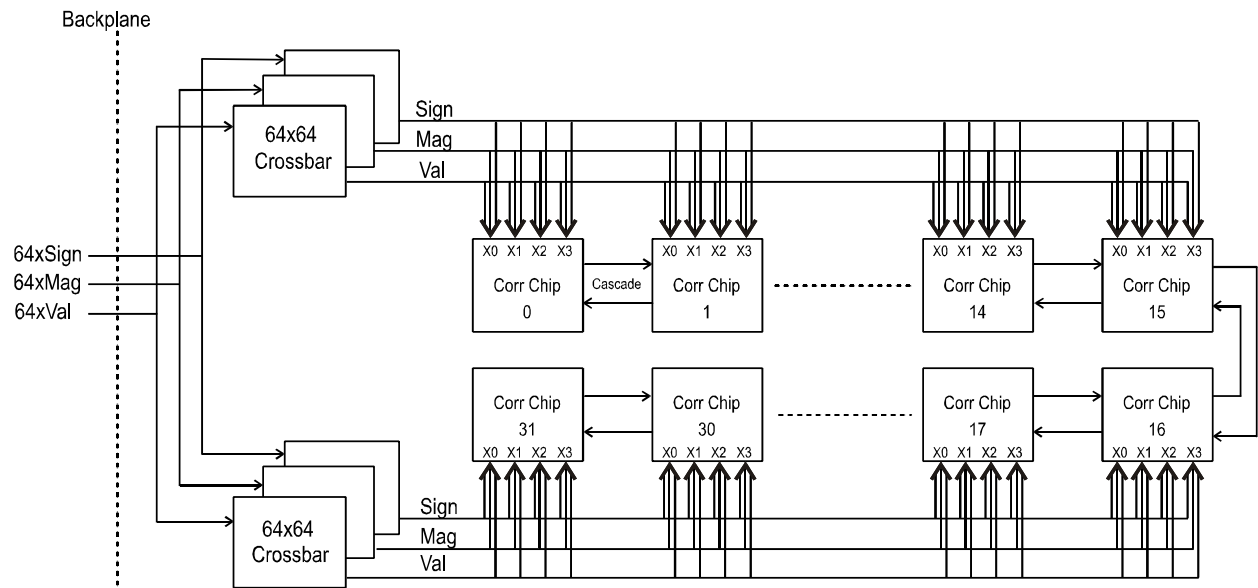 Backplane
64x64
Crossbar
Sign
Mag
Val
64xSign
64xMag
64xVal
X0 X1 X2 X3
Corr Chip
0
Cascade
X0 X1 X2 X3
Corr Chip
1
X0 X1 X2 X3
Corr Chip
14
X0 X1 X2 X3
Corr Chip
15
Corr Chip
31
X0 X1 X2 X3
Corr Chip
30
X0 X1 X2 X3
Corr Chip
17
X0 X1 X2 X3
Corr Chip
16
X0 X1 X2 X3
64x64
Crossbar
Sign
Mag
Val